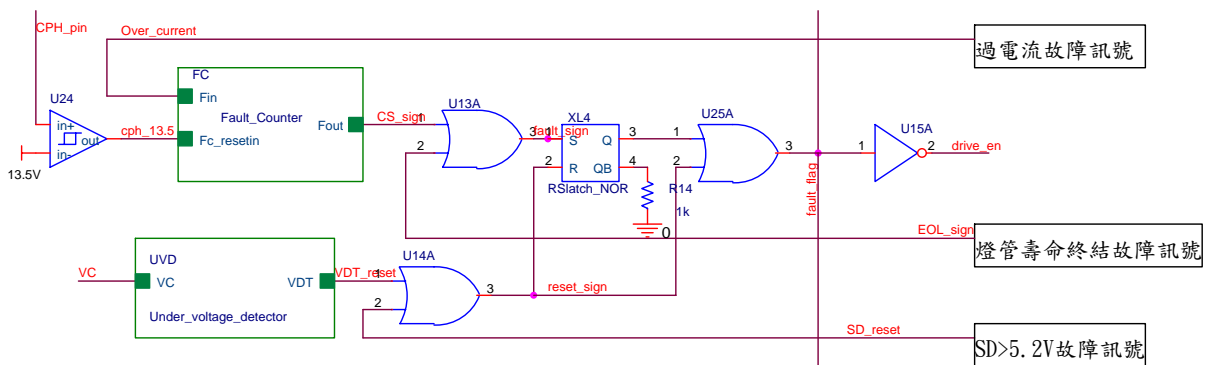 CPH_pin
Over_current
過電流故障訊號
U24
in+
in-
out
13.5V
cph_13.5
FC
Fin
Fault_Counter
Fc_resetin
Fout
CS_sign
U13A
1
2
3
fault_sign
1
XL4
S
Q
R
QB
2
3
4
RSlatch_NOR
R14
1k
0
U25A
1
2
3
fault_flag
U15A
1
2
drive_en
EOL_sign
燈管壽命終結故障訊號
VC
UVD
VC
VDT
Under_voltage_detector
VDT_reset
U14A
1
2
3
reset_sign
SD_reset
SD>5.2V故障訊號